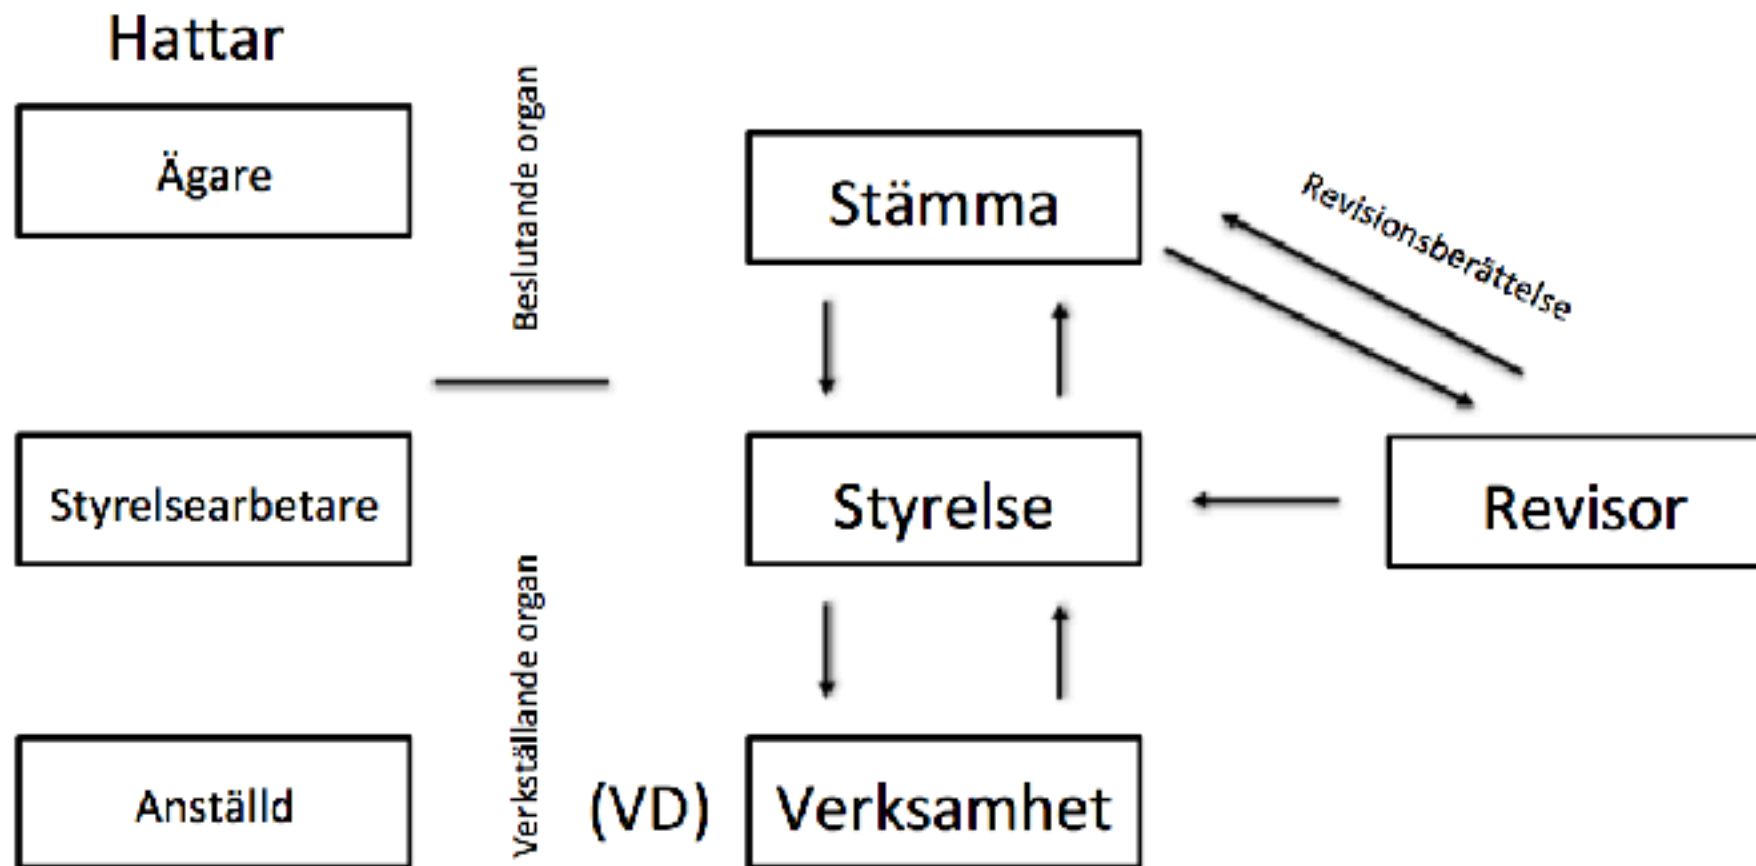 Hattar
Ägare
Beslutande organ
Stämma
Revisionsberättelse
Styrelsearbetare
Styrelse
Revisor
Verkställande organ
Anställd
(VD)
Verksamhet